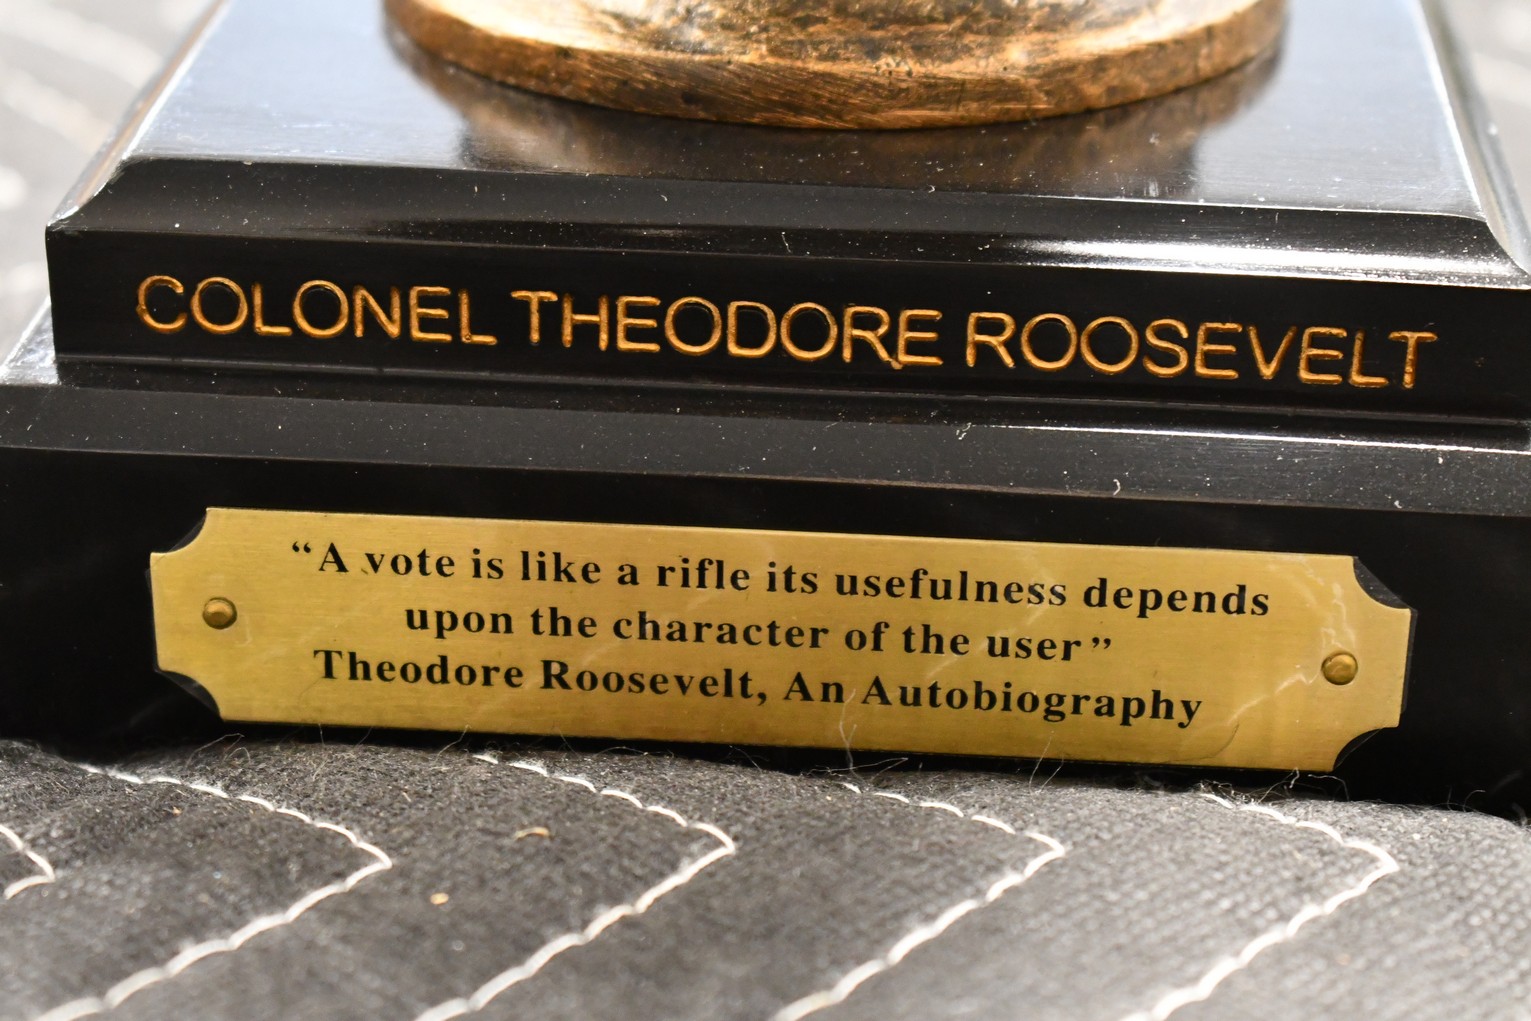 COLONEL THEODORE ROOSEVELT
“A vote is like a rifle its usefulness depends
upon the character of the user”
Theodore Roosevelt, An Autobiography